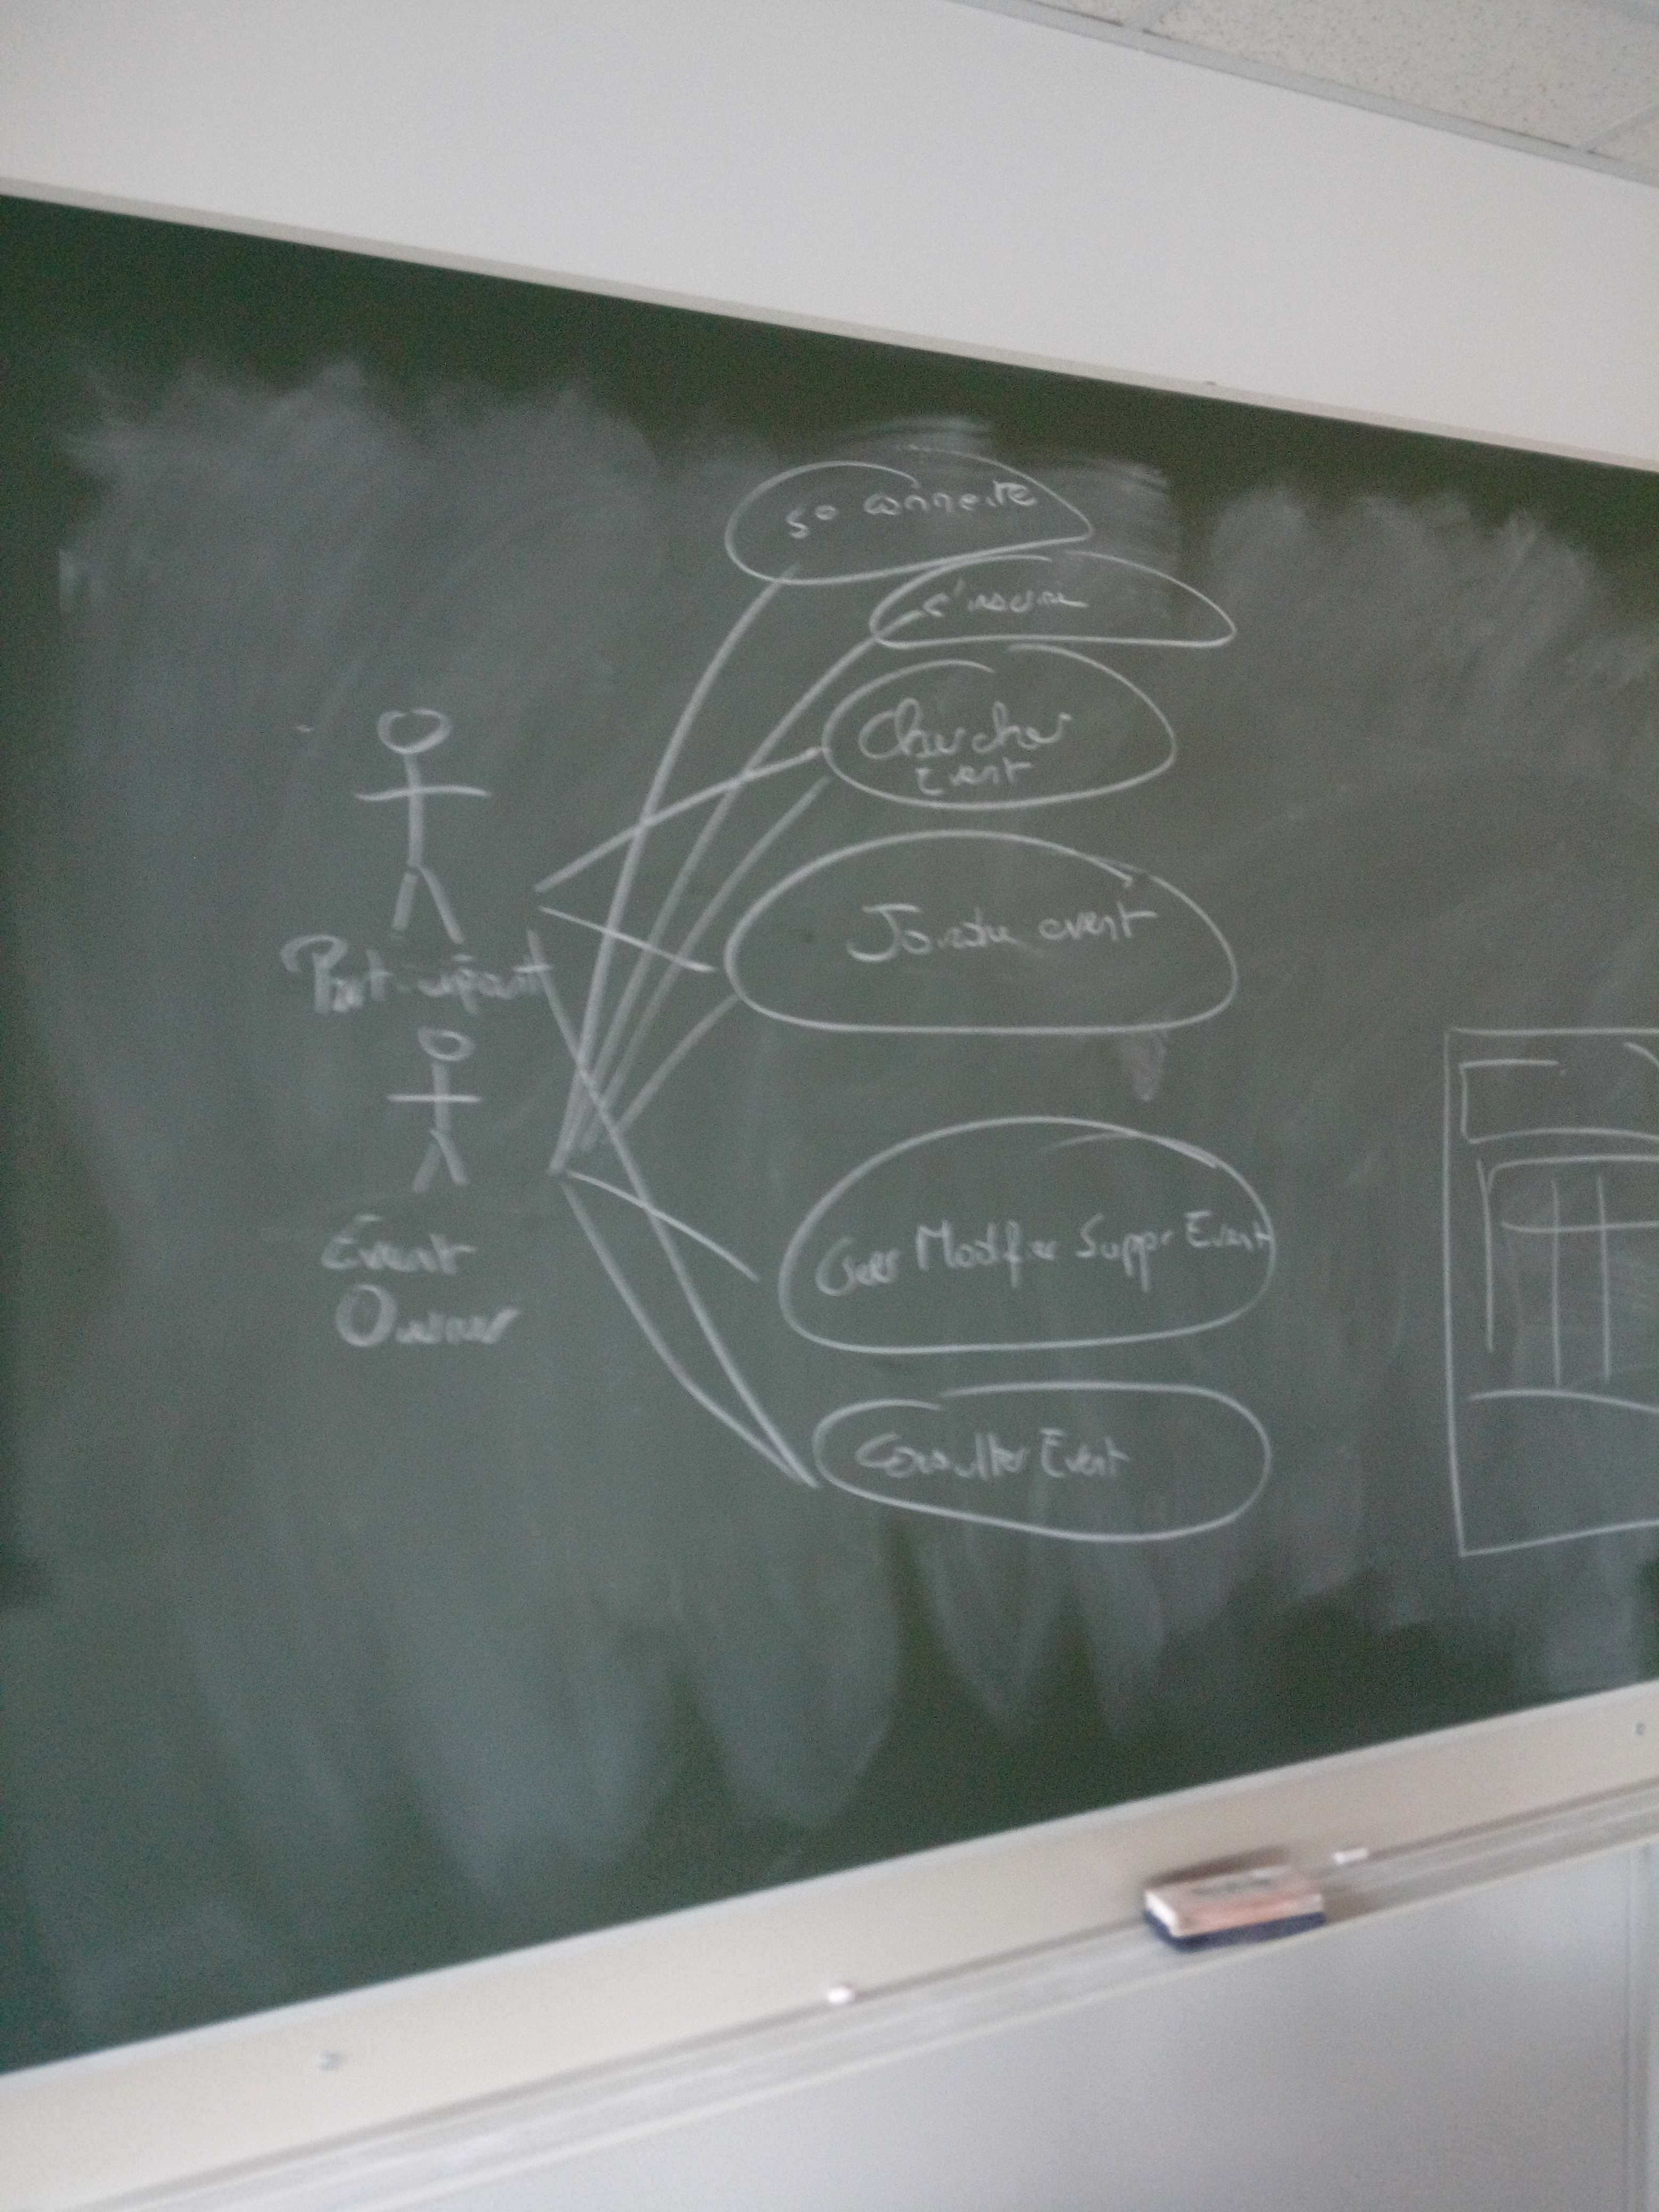 Se connecte
s'inscrire
Chercher
Event
Joindre event
Participant
Creer Modifier Suppr Event
Event
Owner
Consulter Event